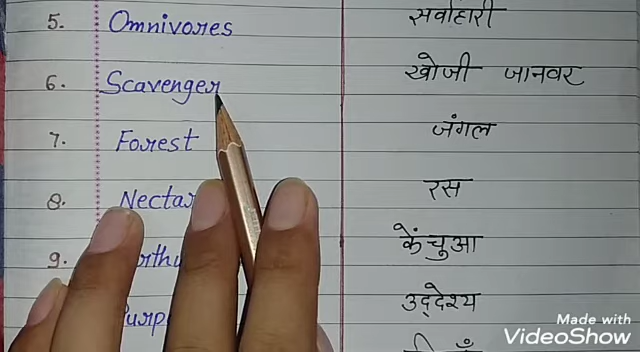 5. Omnivores सर्वाहारी
6. Scavenger खोजी जानवर
7. Forest जंगल
8. रस
9. केंचुआ
उद्देश्य
Made with
VideoShow